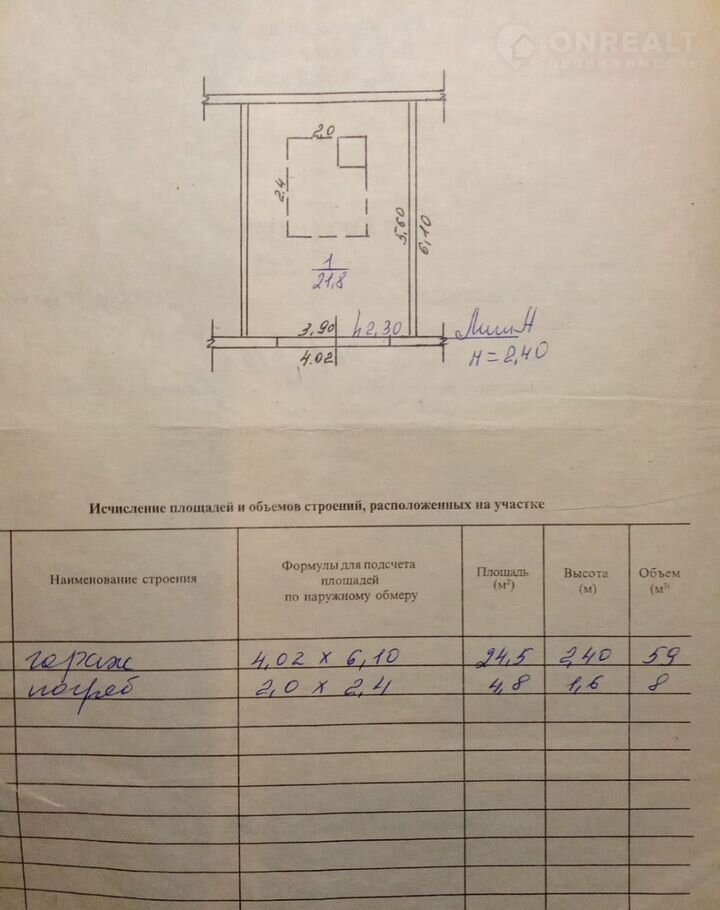 ONREALT
НЕДВИЖИМОСТЬ
2,0
2,4
5,60
6,10
1
21,8
3,90
h 2.30
4.02
Лит А
H = 2,40
Исчисление площадей и объемов строений, расположенных на участке
Наименование строения
Формулы для подсчета
площадей
по наружному обмеру
Площадь
(м²)
Высота
(м)
Объем
(м³)
гараж 4,02 х 6,10 24,5 2,40 59
погреб 2,0 х 2,4 4,8 1,6 8